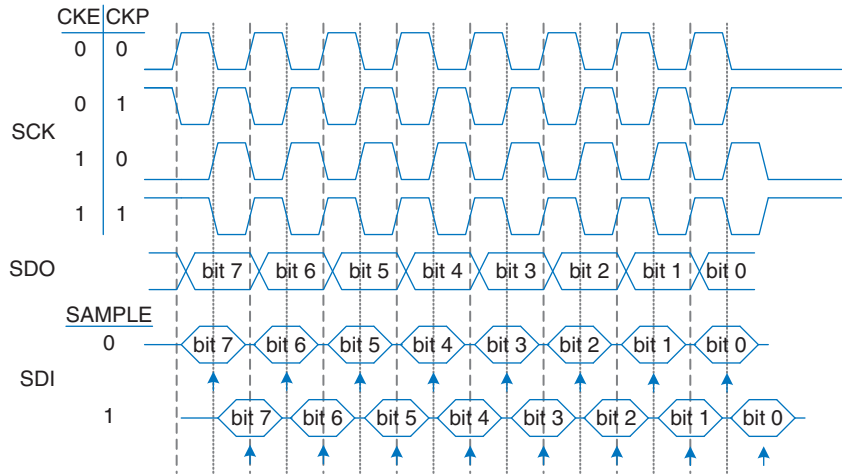 CKE CKP
0 0
0 1
SCK
1 0
1 1
SDO bit 7 bit 6 bit 5 bit 4 bit 3 bit 2 bit 1 bit 0
SAMPLE
0 bit 7 bit 6 bit 5 bit 4 bit 3 bit 2 bit 1 bit 0
SDI
1 bit 7 bit 6 bit 5 bit 4 bit 3 bit 2 bit 1 bit 0